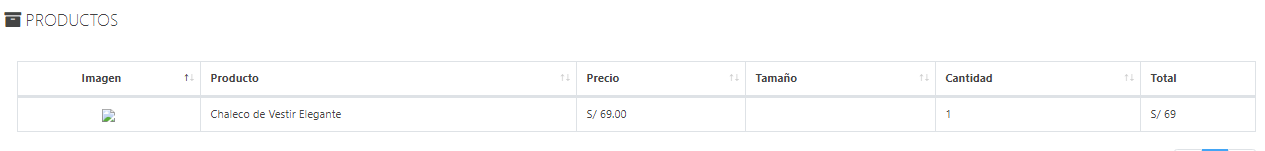 PRODUCTOS
Imagen Producto Precio Tamaño Cantidad Total
Chaleco de Vestir Elegante S/ 69.00 1 S/ 69